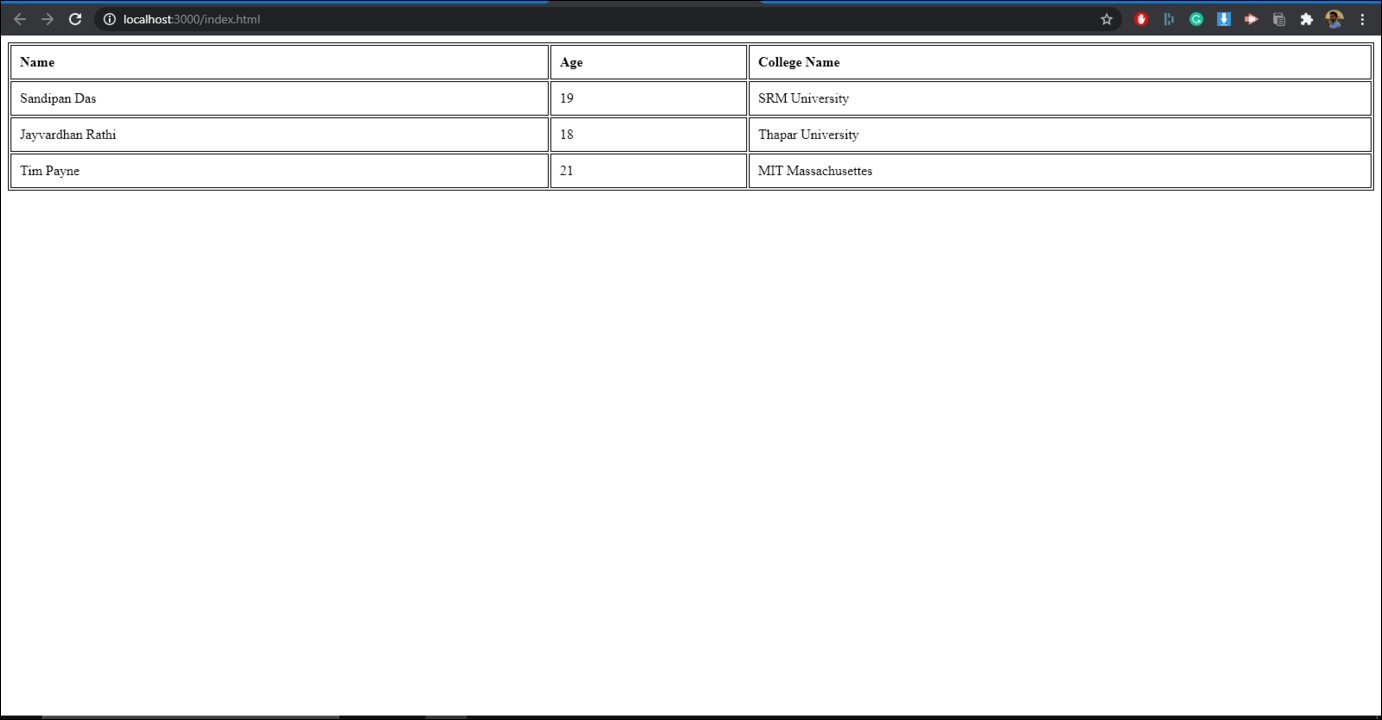 localhost:3000/index.html
Name Age College Name
Sandipan Das 19 SRM University
Jayvardhan Rathi 18 Thapar University
Tim Payne 21 MIT Massachusettes